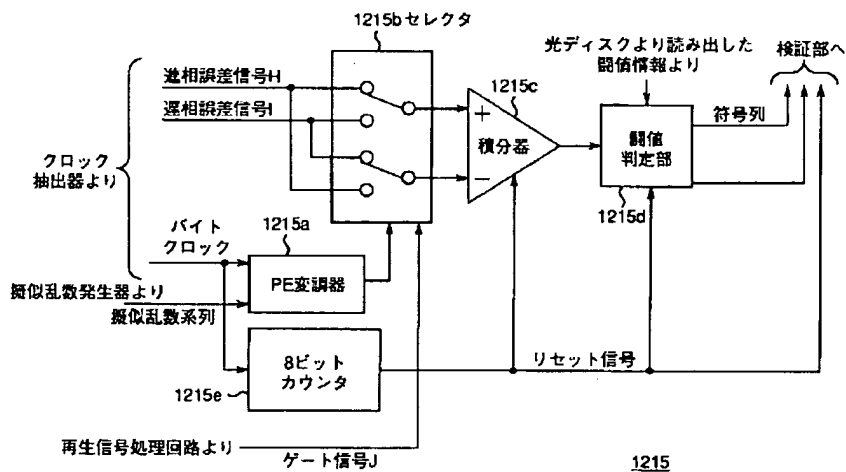 1215bセレクタ
光ディスクより読み出した
閾値情報より
検証部へ
進相誤差信号H
遅相誤差信号I
1215c
+
積分器
−
符号列
閾値
判定部
1215d
クロック
抽出器より
バイト
クロック
1215a
PE変調器
擬似乱数発生器より
擬似乱数系列
8ビット
カウンタ
1215e
リセット信号
再生信号処理回路より
ゲート信号J
1215